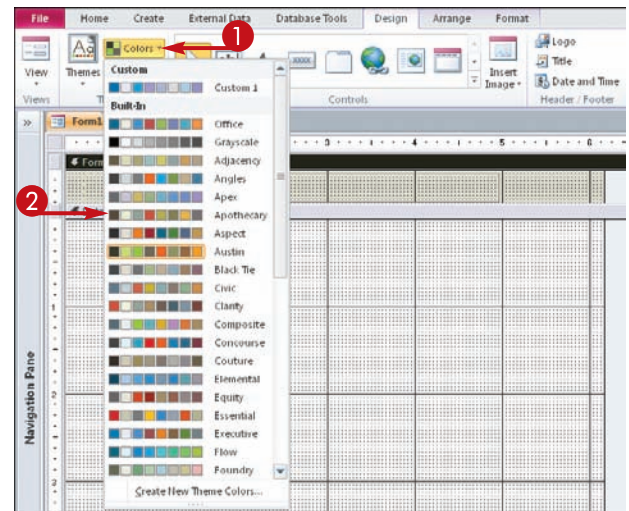 File Home Create External Data Database Tools Design Arrange Format
1
Colors
Aa
View
Themes
Insert
Image
Logo
Title
Date and Time
Views
Controls
Header / Footer
Form1
2
Navigation Pane
Custom
Custom 1
Built-In
Office
Grayscale
Adjacency
Angles
Apex
Apothecary
Aspect
Austin
Black Tie
Civic
Clarity
Composite
Concourse
Couture
Elemental
Equity
Essential
Executive
Flow
Foundry
Create New Theme Colors...